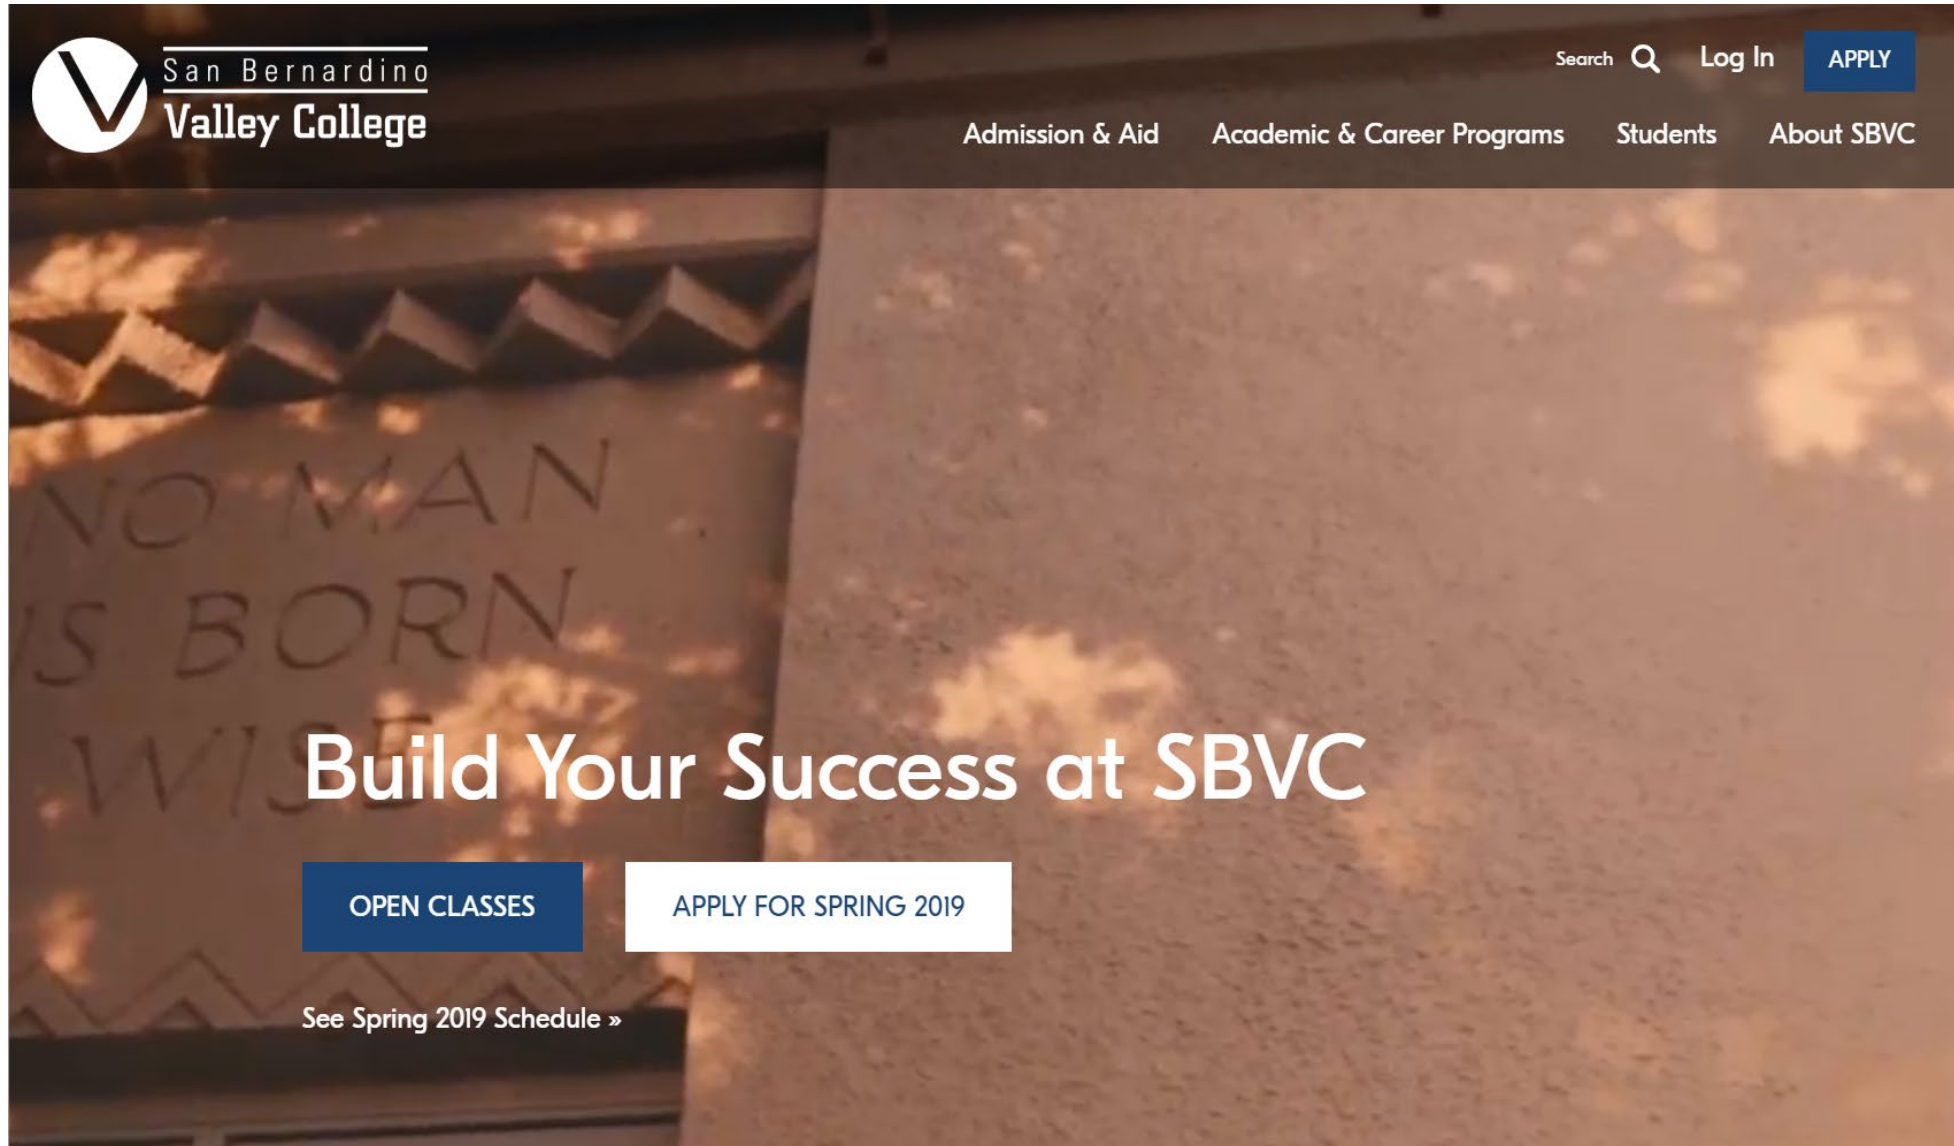 San Bernardino
Valley College
Search
Log In
APPLY
Admission & Aid
Academic & Career Programs
Students
About SBVC
NO MAN
IS BORN
WISE
Build Your Success at SBVC
OPEN CLASSES
APPLY FOR SPRING 2019
See Spring 2019 Schedule »